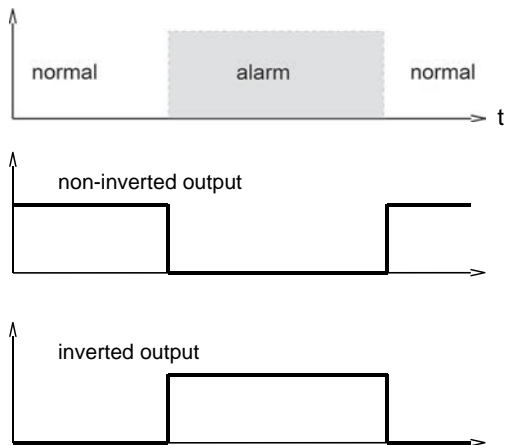 normal alarm normal
t
non-inverted output
inverted output